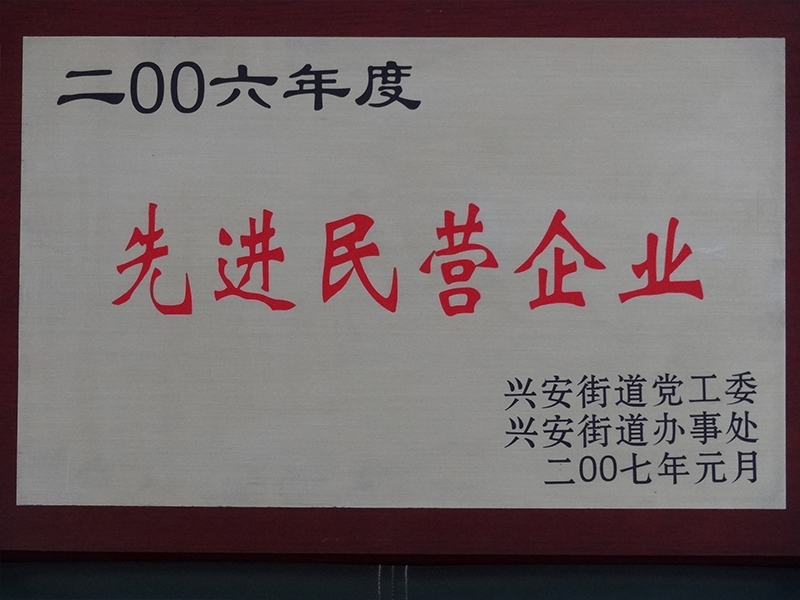 二00六年度
先进民营企业
兴安街道党工委
兴安街道办事处
二00七年元月